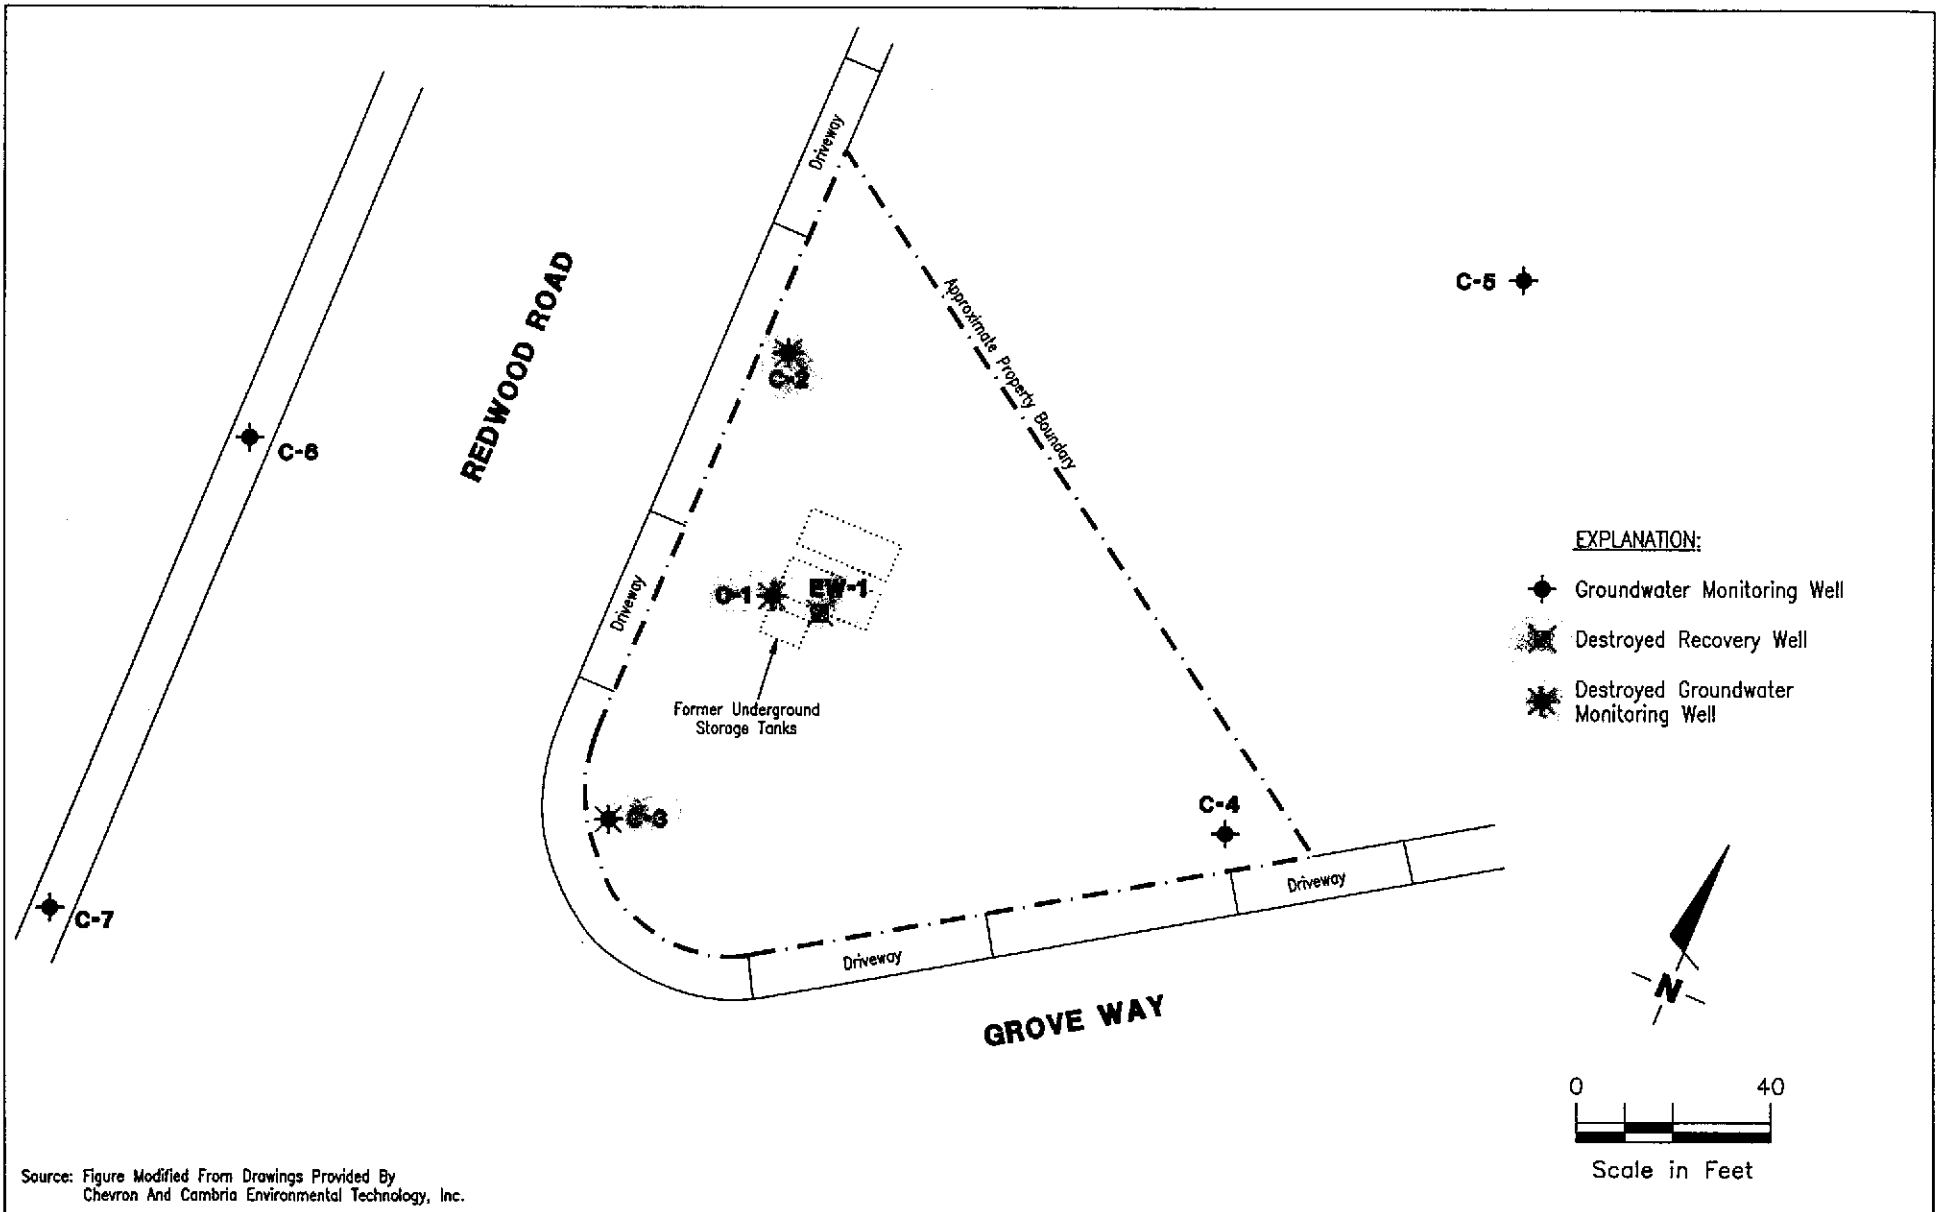 Driveway
REDWOOD ROAD
Approximate Property Boundary
C-5
C-2
C-6
EXPLANATION:
Groundwater Monitoring Well
Destroyed Recovery Well
Destroyed Groundwater
Monitoring Well
C-1
EW-1
Driveway
Former Underground
Storage Tanks
C-3
C-4
Driveway
C-7
Driveway
GROVE WAY
N
0 40
Scale in Feet
Source: Figure Modified From Drawings Provided By
Chevron And Cambria Environmental Technology, Inc.